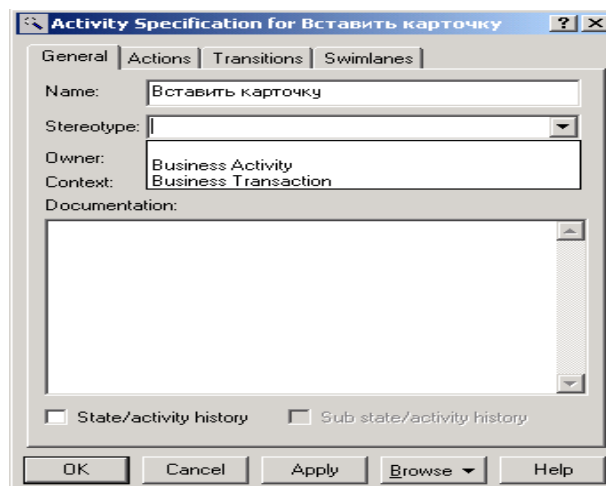 Activity Specification for Вставить карточку
General Actions Transitions Swimlanes
Name: Вставить карточку
Stereotype:
Owner: Business Activity
Context: Business Transaction
Documentation:
State/activity history Sub state/activity history
OK Cancel Apply Browse Help